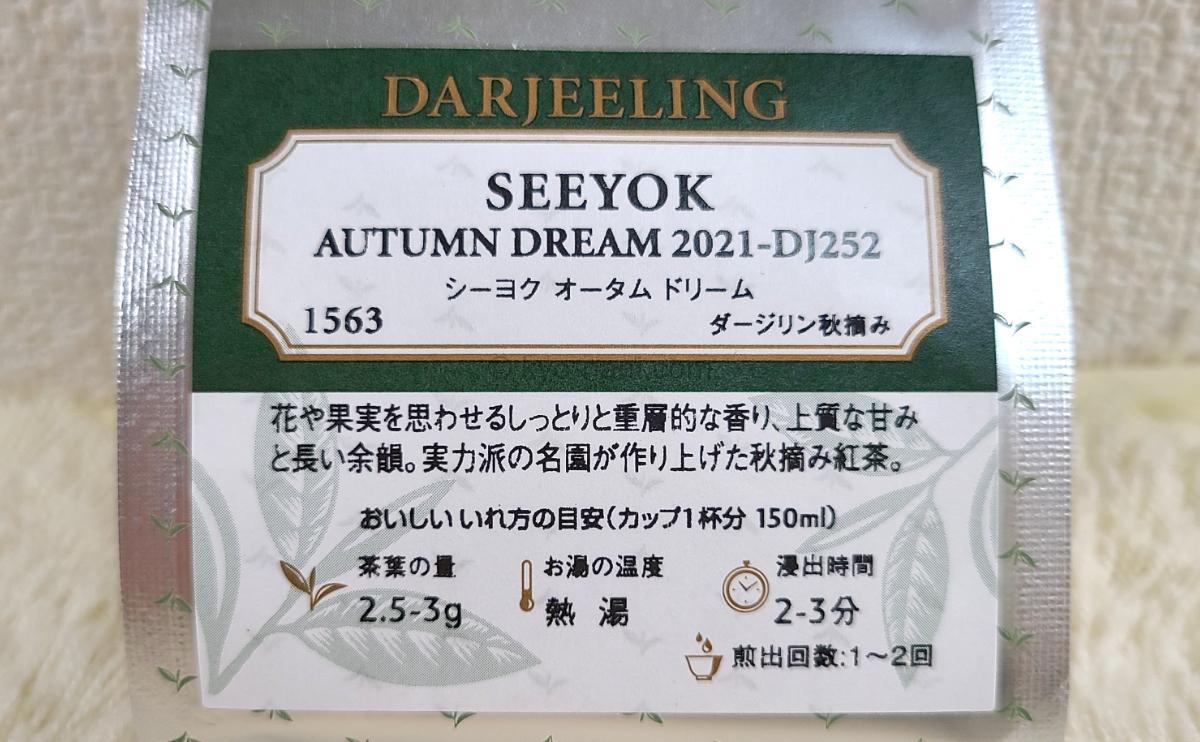 DARJEELING
SEEYOK
AUTUMN DREAM 2021-DJ252
シーヨク オータム ドリーム
1563 ダージリン秋摘み
花や果実を思わせるしっとりと重層的な香り、上質な甘み
と長い余韻。実力派の名園が作り上げた秋摘み紅茶。
おいしいいれ方の目安(カップ1杯分 150ml)
茶葉の量 お湯の温度 浸出時間
2.5-3g 熱 湯 2-3分
煎出回数:1〜2回